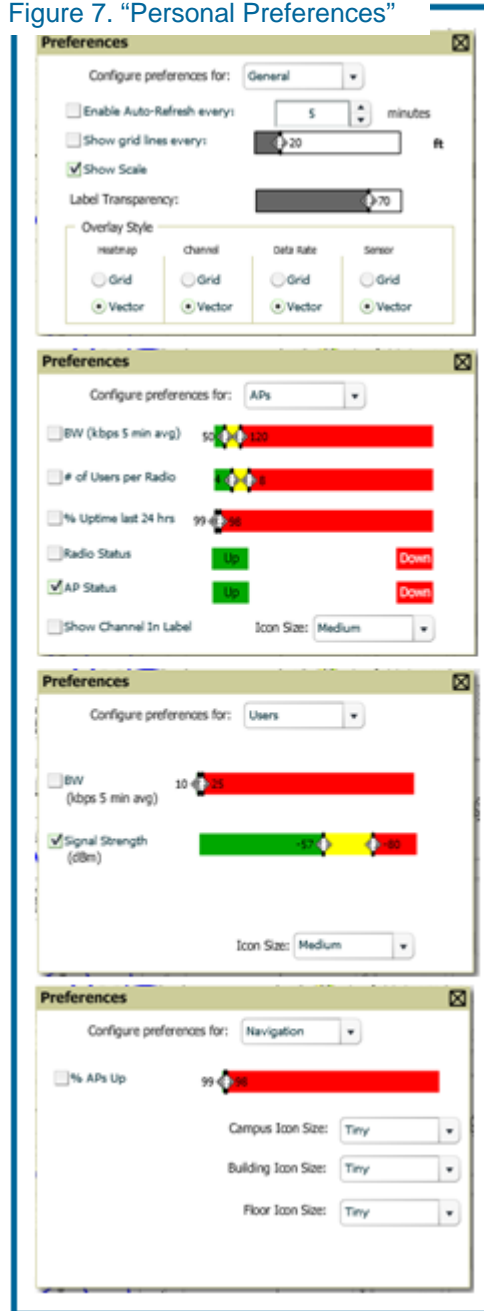 Figure 7. “Personal Preferences”
Preferences
Configure preferences for: General
Enable Auto-Refresh every: 5 minutes
Show grid lines every: 20 ft
Show Scale
Label Transparency: 70
Overlay Style
Heatmap Channel Data Rate Sensor
Grid Grid Grid Grid
Vector Vector Vector Vector
Preferences
Configure preferences for: APs
BW (kbps 5 min avg) 50 120
# of Users per Radio 4 8
% Uptime last 24 hrs 99 98
Radio Status Up Down
AP Status Up Down
Show Channel In Label Icon Size: Medium
Preferences
Configure preferences for: Users
BW 10 25
(kbps 5 min avg)
Signal Strength -57 -80
(dBm)
Icon Size: Medium
Preferences
Configure preferences for: Navigation
% APs Up 99 98
Campus Icon Size: Tiny
Building Icon Size: Tiny
Floor Icon Size: Tiny